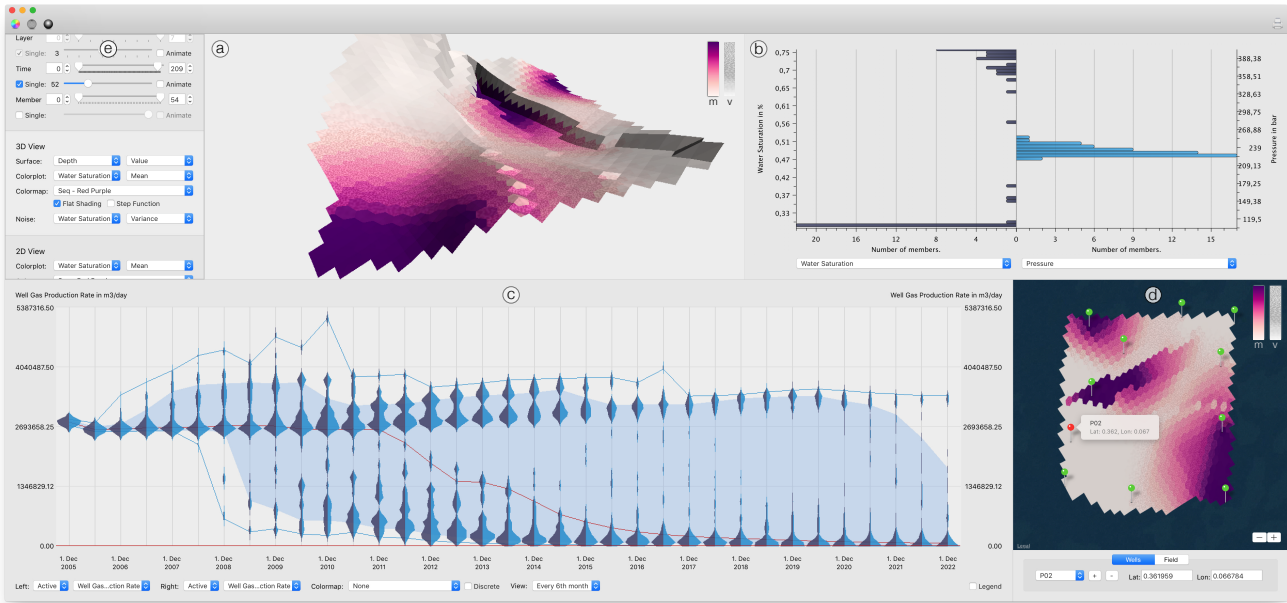 Layer 0 7
Single: 3 Animate
Time 0 209
Single: 52 Animate
Member 0 54
Single: Animate
3D View
Surface: Depth Value
Colorplot: Water Saturation Mean
Colormap: Seq - Red Purple
Flat Shading Step Function
Noise: Water Saturation Variance
2D View
Colorplot: Water Saturation Mean
e
a
m v
b
Water Saturation in %
0,75
0,7
0,65
0,61
0,56
0,51
0,47
0,42
0,37
0,33
20 16 12 8 4 0 3 6 9 12 15
Number of members. Number of members.
388,38
358,51
328,63
298,75
268,88
239
209,13
179,25
149,38
119,5
Pressure in bar
Water Saturation Pressure
c
Well Gas Production Rate in m3/day Well Gas Production Rate in m3/day
5387316.50 5387316.50
4040487.50 4040487.50
2693658.25 2693658.25
1346829.12 1346829.12
0.00 0.00
1. Dec 1. Dec 1. Dec 1. Dec 1. Dec 1. Dec 1. Dec 1. Dec 1. Dec 1. Dec 1. Dec 1. Dec 1. Dec 1. Dec 1. Dec 1. Dec 1. Dec 1. Dec
2005 2006 2007 2008 2009 2010 2011 2012 2013 2014 2015 2016 2017 2018 2019 2020 2021 2022
Left: Active Well Gas...ction Rate Right: Active Well Gas...ction Rate Colormap: None Discrete View: Every 6th month Legend
d
m v
P02
Lat: 0.362, Lon: 0.067
Legal
− +
Wells Field
P02 + - Lat: 0.361959 Lon: 0.066784